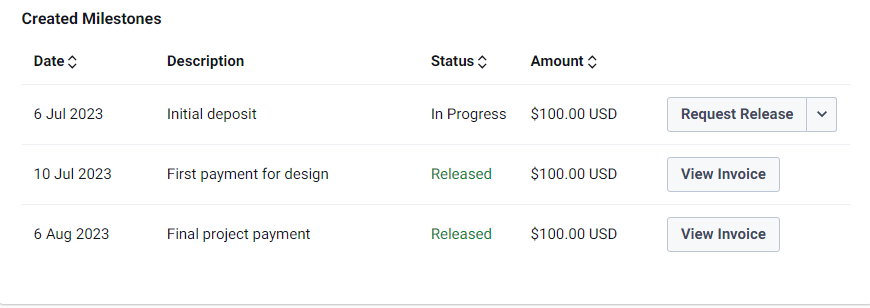 Created Milestones
Date Description Status Amount
6 Jul 2023 Initial deposit In Progress $100.00 USD Request Release
10 Jul 2023 First payment for design Released $100.00 USD View Invoice
6 Aug 2023 Final project payment Released $100.00 USD View Invoice